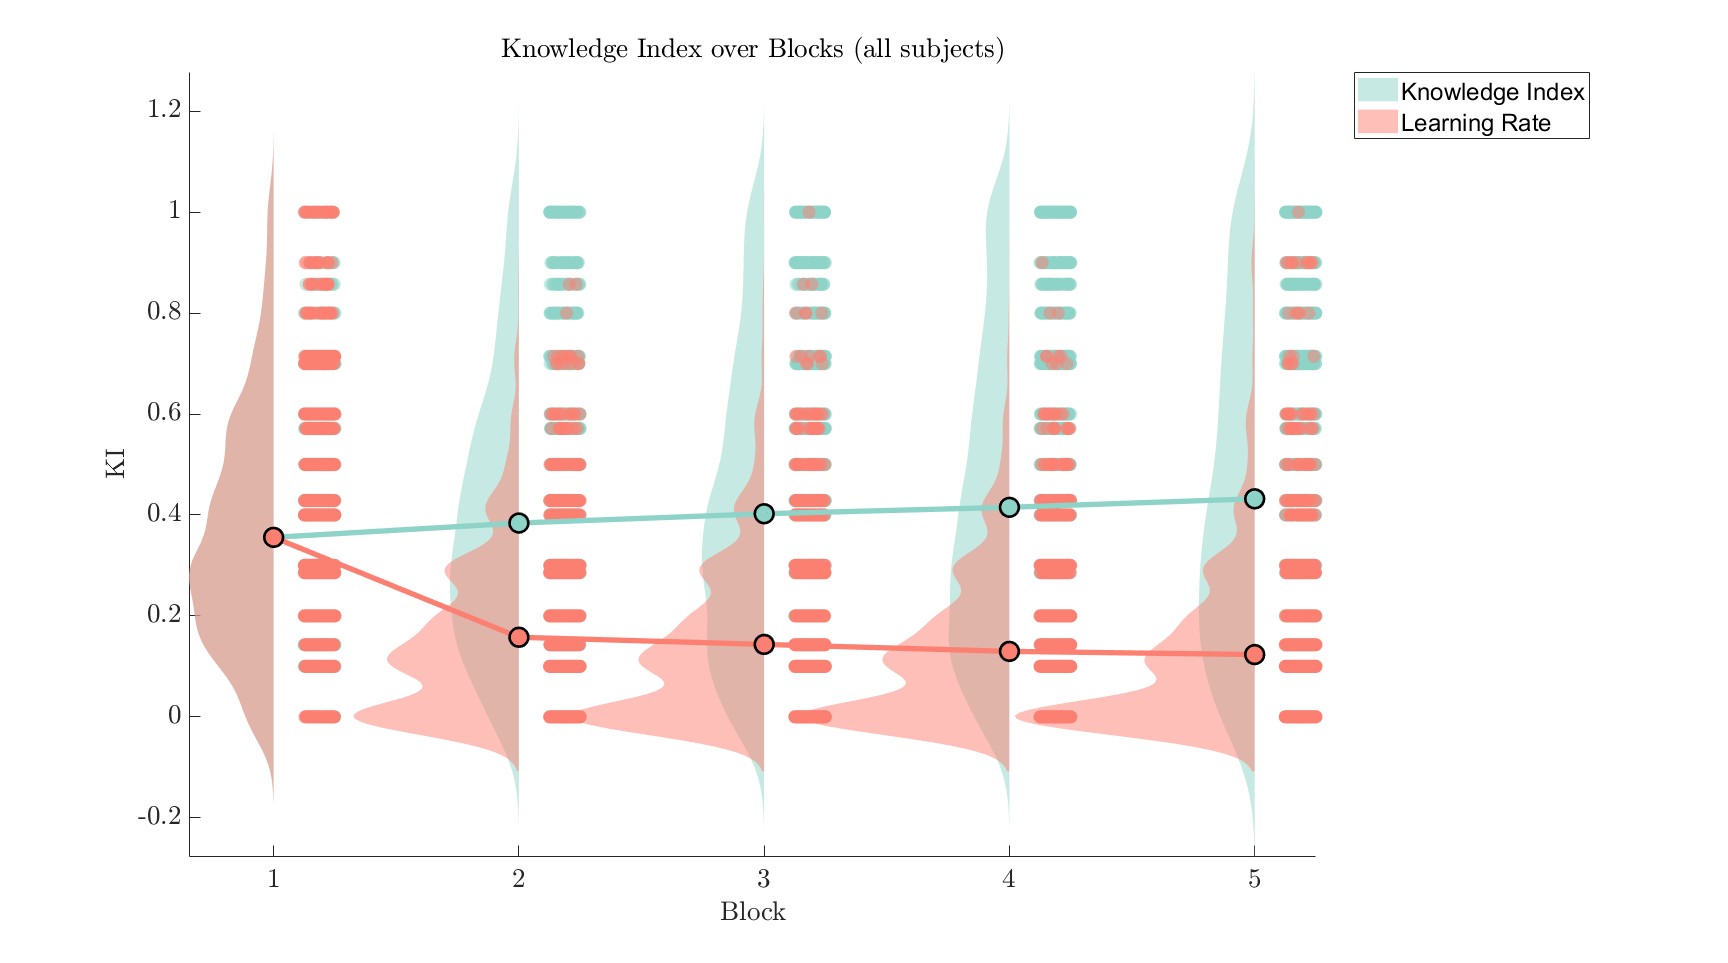 Knowledge Index over Blocks (all subjects)
Knowledge Index
Learning Rate
1.2
1
0.8
0.6
0.4
0.2
0
-0.2
KI
1 2 3 4 5
Block